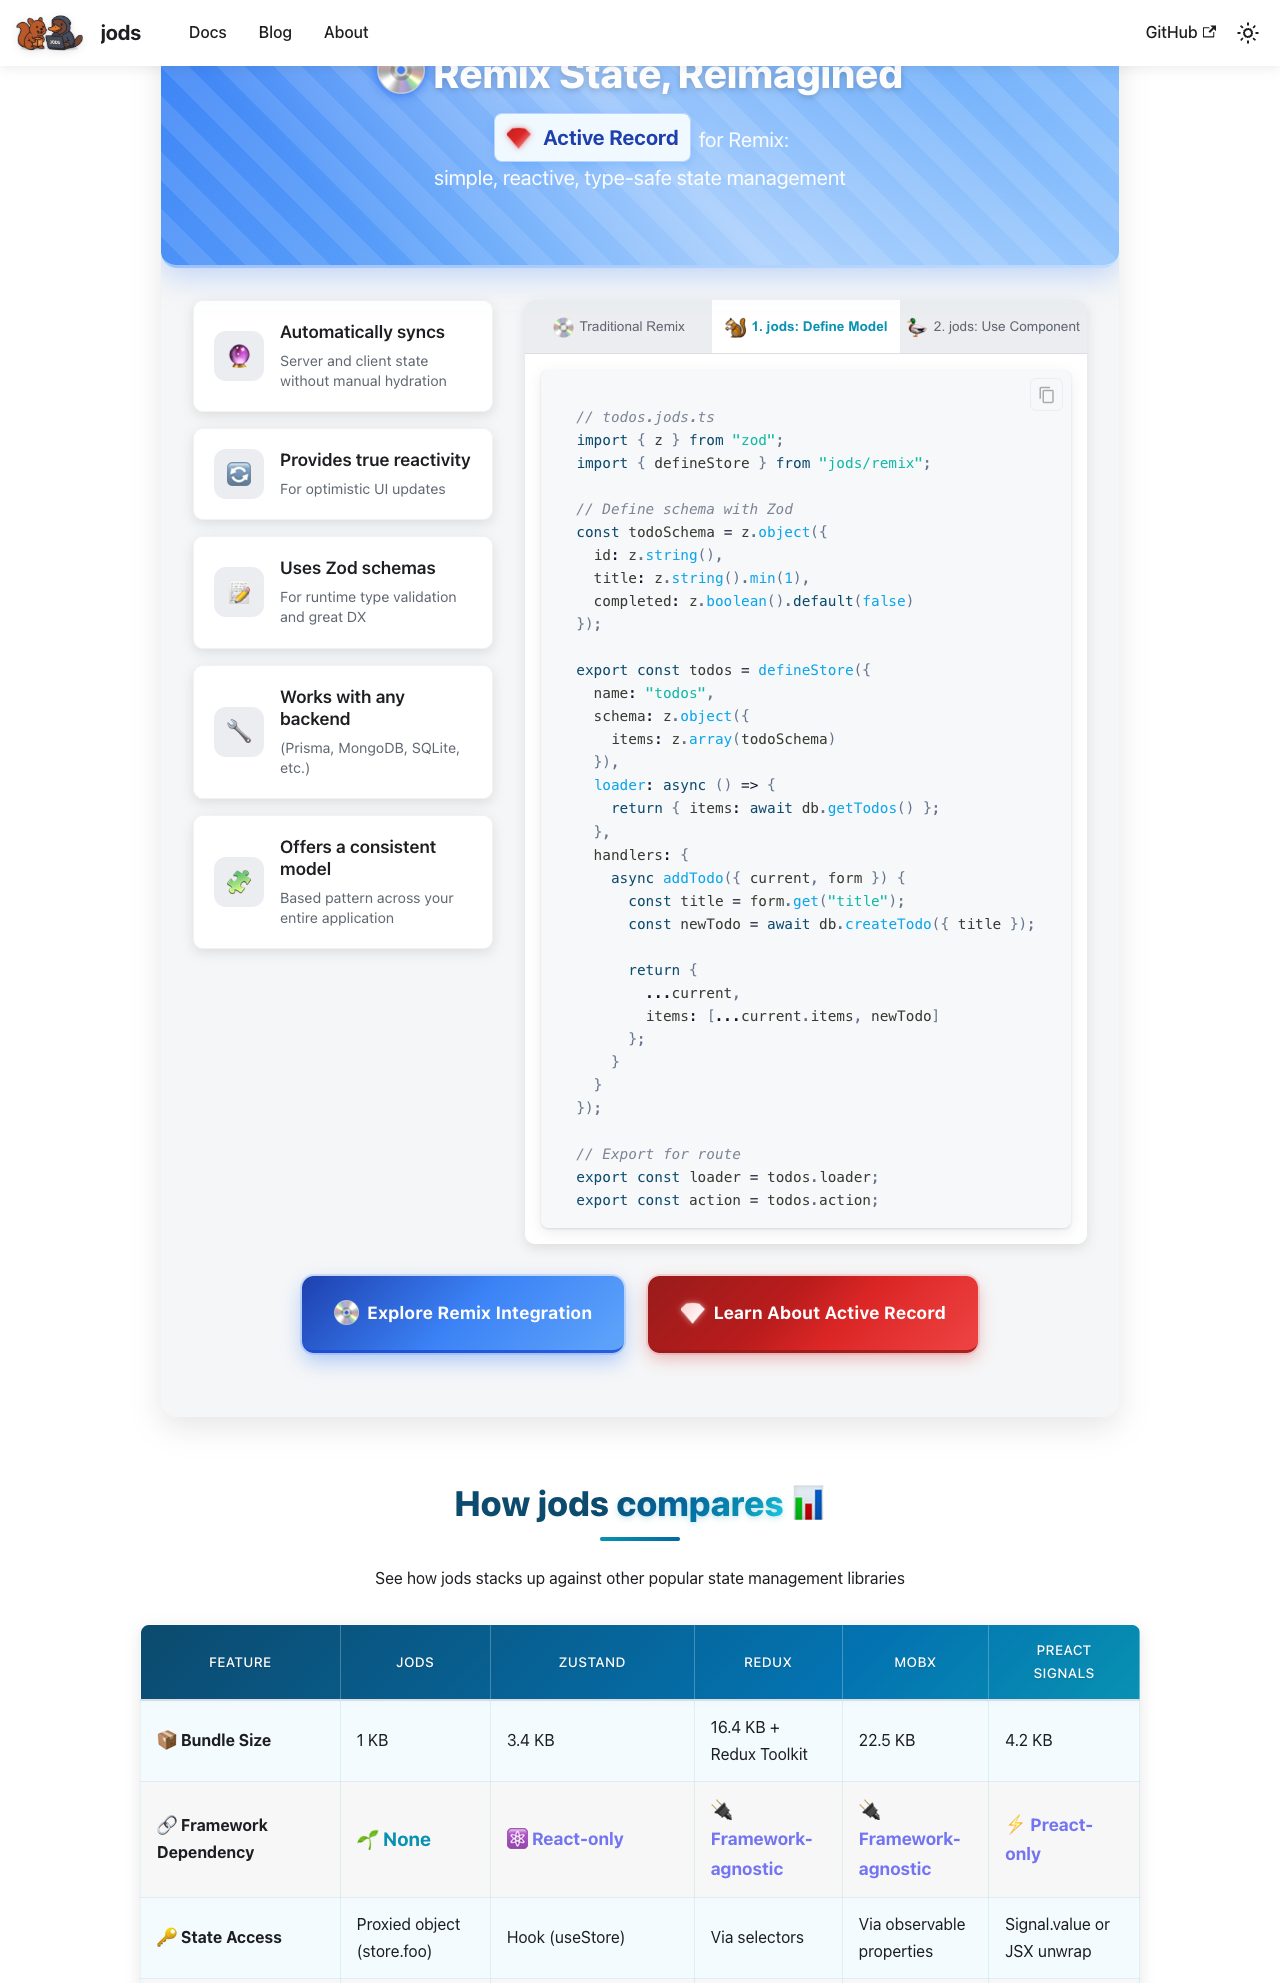 jods
Docs
Blog
About
GitHub
Remix State, Reimagined
Active Record for Remix:
simple, reactive, type-safe state management
Automatically syncs
Server and client state
without manual hydration
Provides true reactivity
For optimistic UI updates
Uses Zod schemas
For runtime type validation
and great DX
Works with any
backend
(Prisma, MongoDB, SQLite,
etc.)
Offers a consistent
model
Based pattern across your
entire application
Traditional Remix
1. jods: Define Model
2. jods: Use Component
// todos.jods.ts
import { z } from "zod";
import { defineStore } from "jods/remix";
// Define schema with Zod
const todoSchema = z.object({
  id: z.string(),
  title: z.string().min(1),
  completed: z.boolean().default(false)
});
export const todos = defineStore({
  name: "todos",
  schema: z.object({
    items: z.array(todoSchema)
  }),
  loader: async () => {
    return { items: await db.getTodos() };
  },
  handlers: {
    async addTodo({ current, form }) {
      const title = form.get("title");
      const newTodo = await db.createTodo({ title });
      return {
        ...current,
        items: [...current.items, newTodo]
      };
    }
  }
});
// Export for route
export const loader = todos.loader;
export const action = todos.action;
Explore Remix Integration
Learn About Active Record
How jods compares
See how jods stacks up against other popular state management libraries
FEATURE
JODS
ZUSTAND
REDUX
MOBX
PREACT
SIGNALS
Bundle Size
1 KB
3.4 KB
16.4 KB +
Redux Toolkit
22.5 KB
4.2 KB
Framework
Dependency
None
React-only
Framework-
agnostic
Framework-
agnostic
Preact-
only
State Access
Proxied object
(store.foo)
Hook (useStore)
Via selectors
Via observable
properties
Signal.value or
JSX unwrap